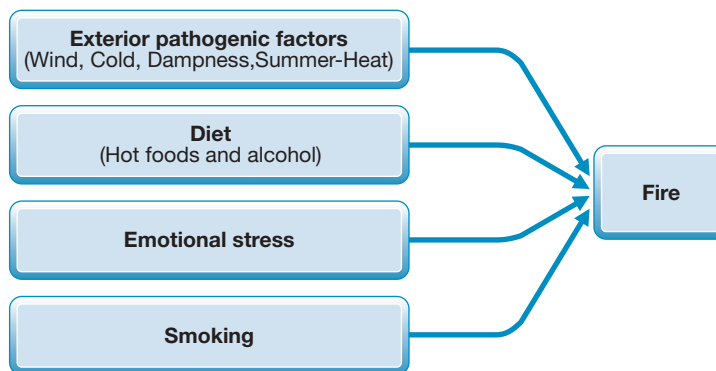 Exterior pathogenic factors
(Wind, Cold, Dampness,Summer-Heat)
Diet
(Hot foods and alcohol)
Emotional stress
Smoking
Fire